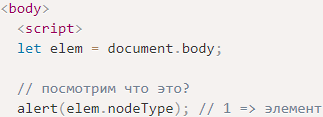 <body>
<script>
let elem = document.body;
// посмотрим что это?
alert(elem.nodeType); // 1 => элемент